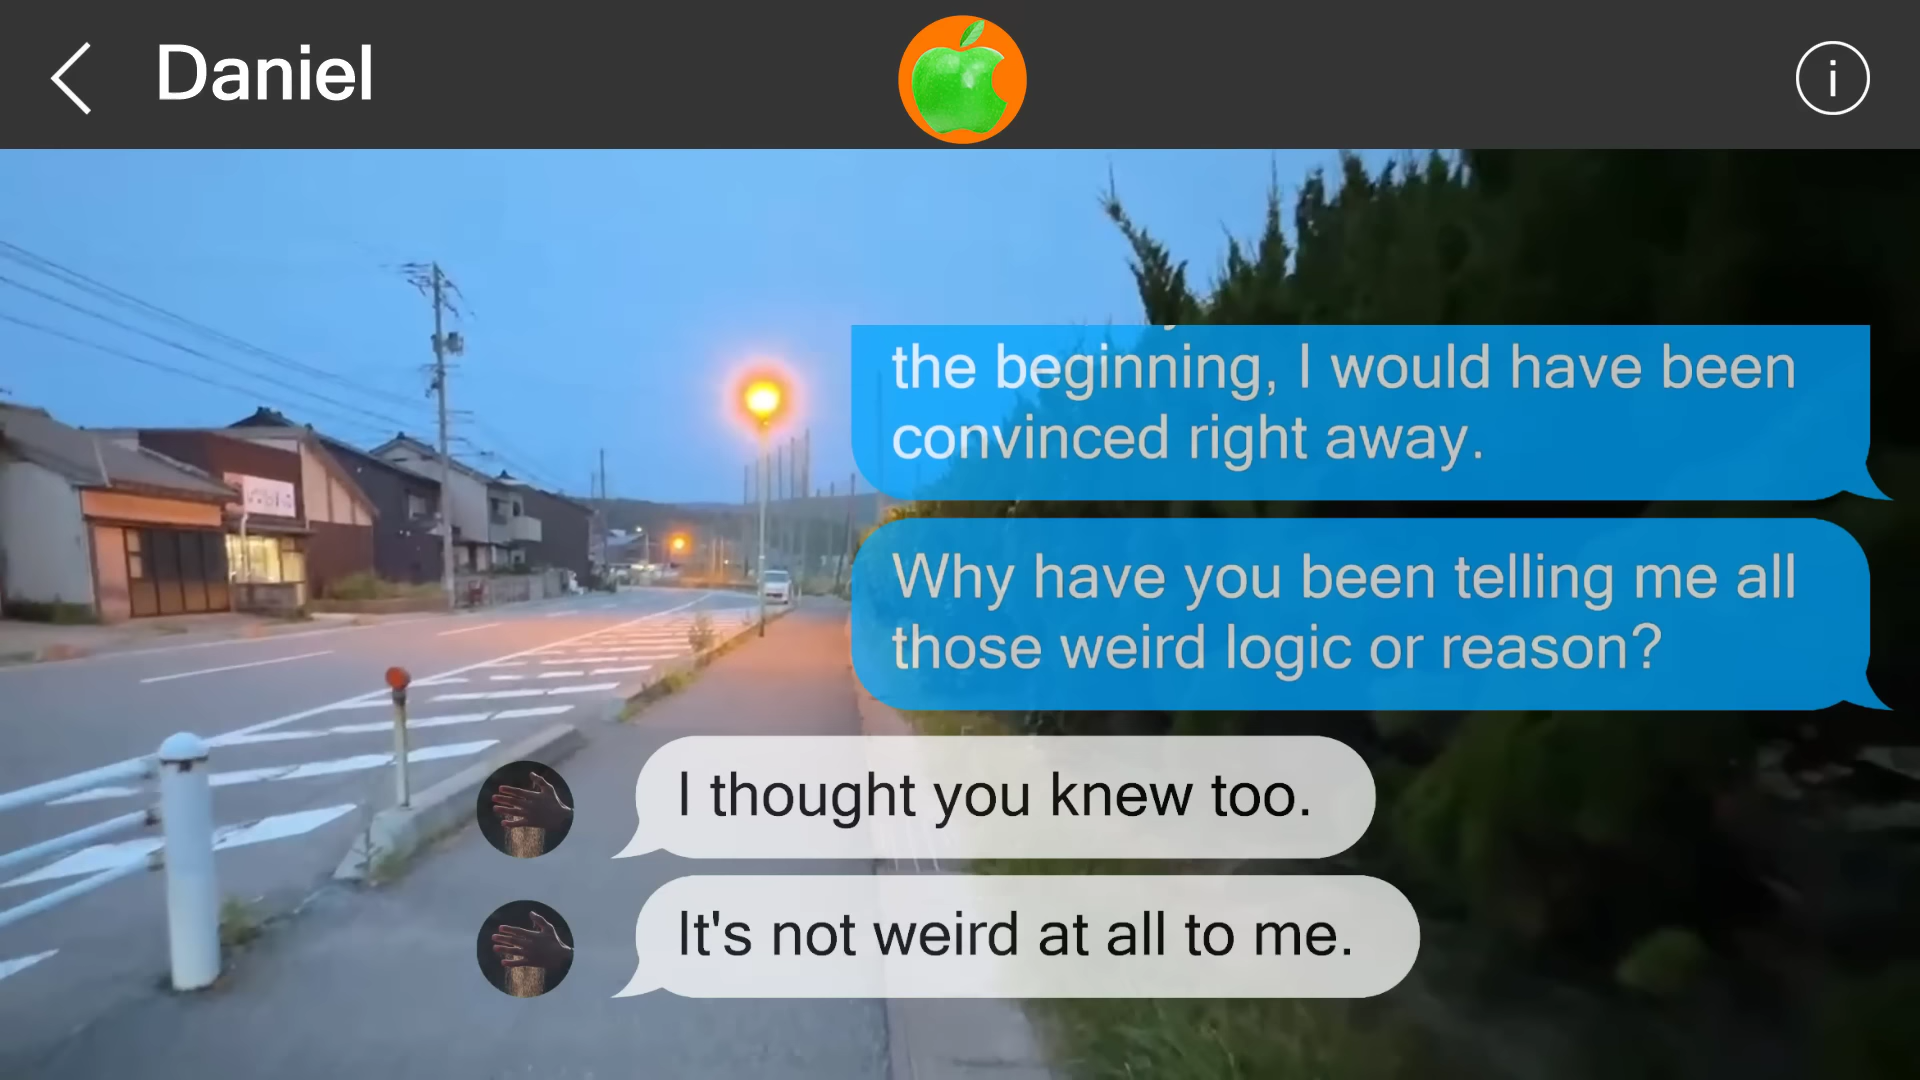 Daniel
i
the beginning, I would have been
convinced right away.
Why have you been telling me all
those weird logic or reason?
I thought you knew too.
It's not weird at all to me.